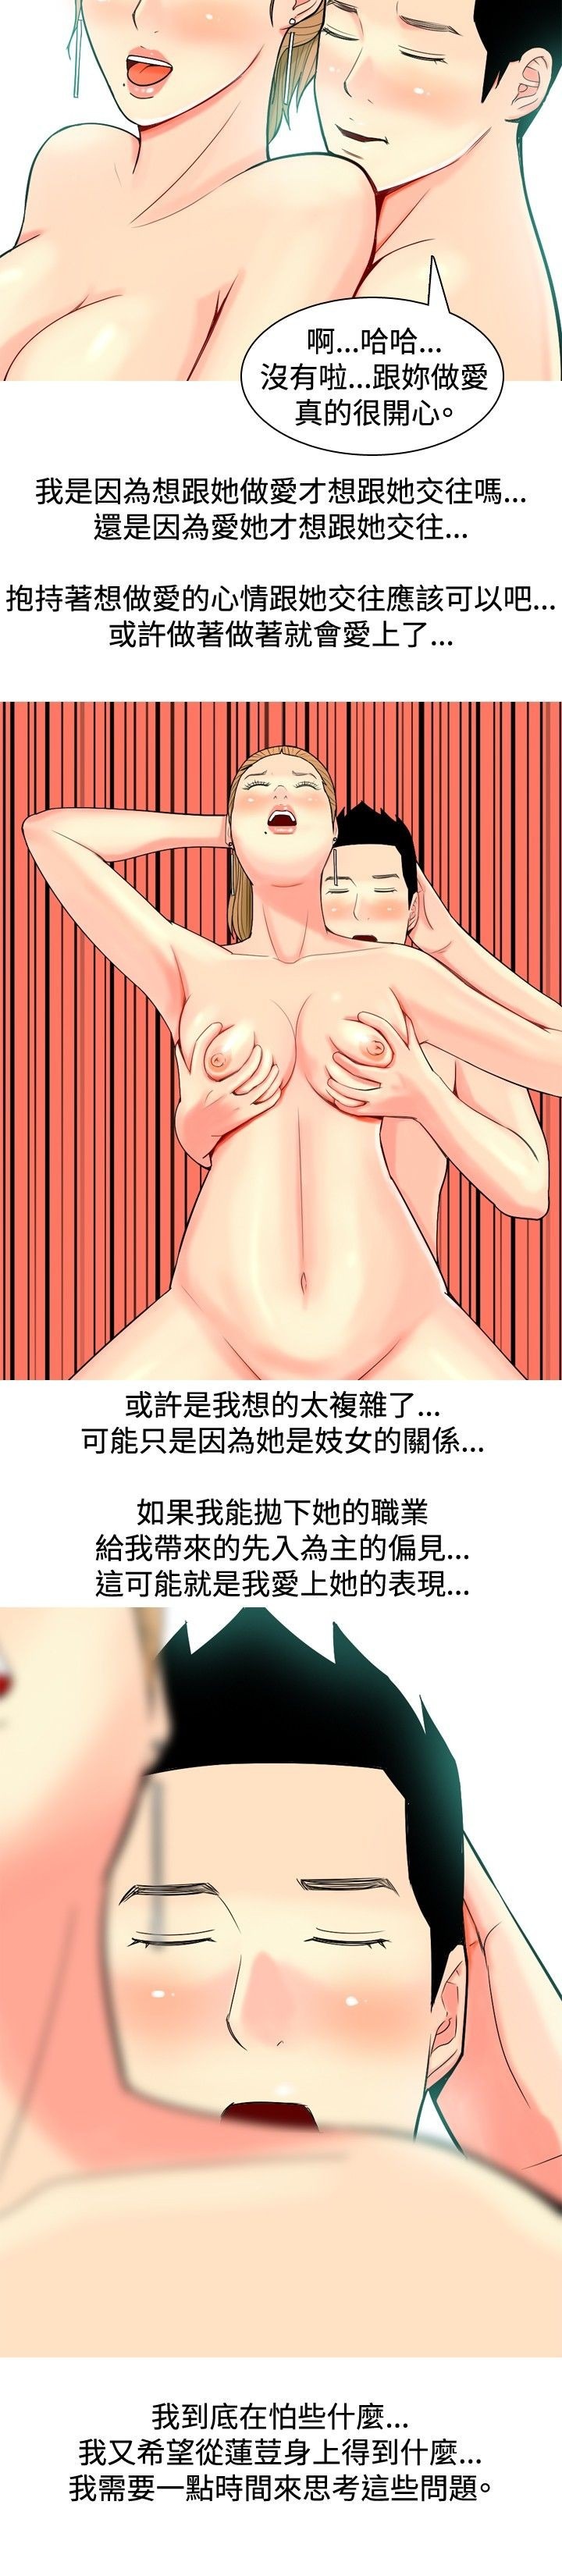 啊...哈哈...
沒有啦...跟妳做愛
真的很開心。
我是因為想跟她做愛才想跟她交往嗎...
還是因為愛她才想跟她交往...
抱持著想做愛的心情跟她交往應該可以吧...
或許做著做著就會愛上了...
或許是我想的太複雜了...
可能只是因為她是妓女的關係...
如果我能拋下她的職業
給我帶來的先入為主的偏見...
這可能就是我愛上她的表現...
我到底在怕些什麼...
我又希望從蓮荳身上得到什麼...
我需要一點時間來思考這些問題。